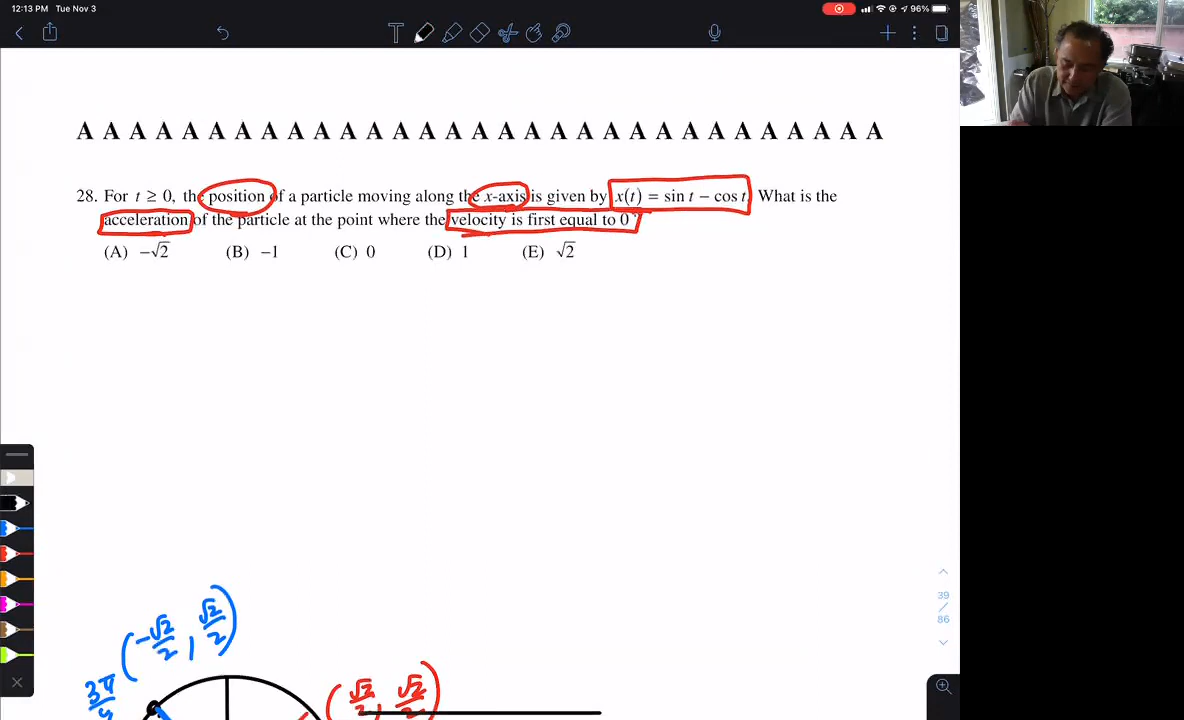 12:13 PM Tue Nov 3
96%
A A A A A A A A A A A A A A A A A A A A A A A A A A A A A A A
28. For t ≥ 0, the position of a particle moving along the x-axis is given by x(t) = sin t − cos t. What is the
acceleration of the particle at the point where the velocity is first equal to 0 ?
(A) −√2 (B) −1 (C) 0 (D) 1 (E) √2
39
/
86
(−√2/2, √2/2)
3π/4
(√2/2, √2/2)